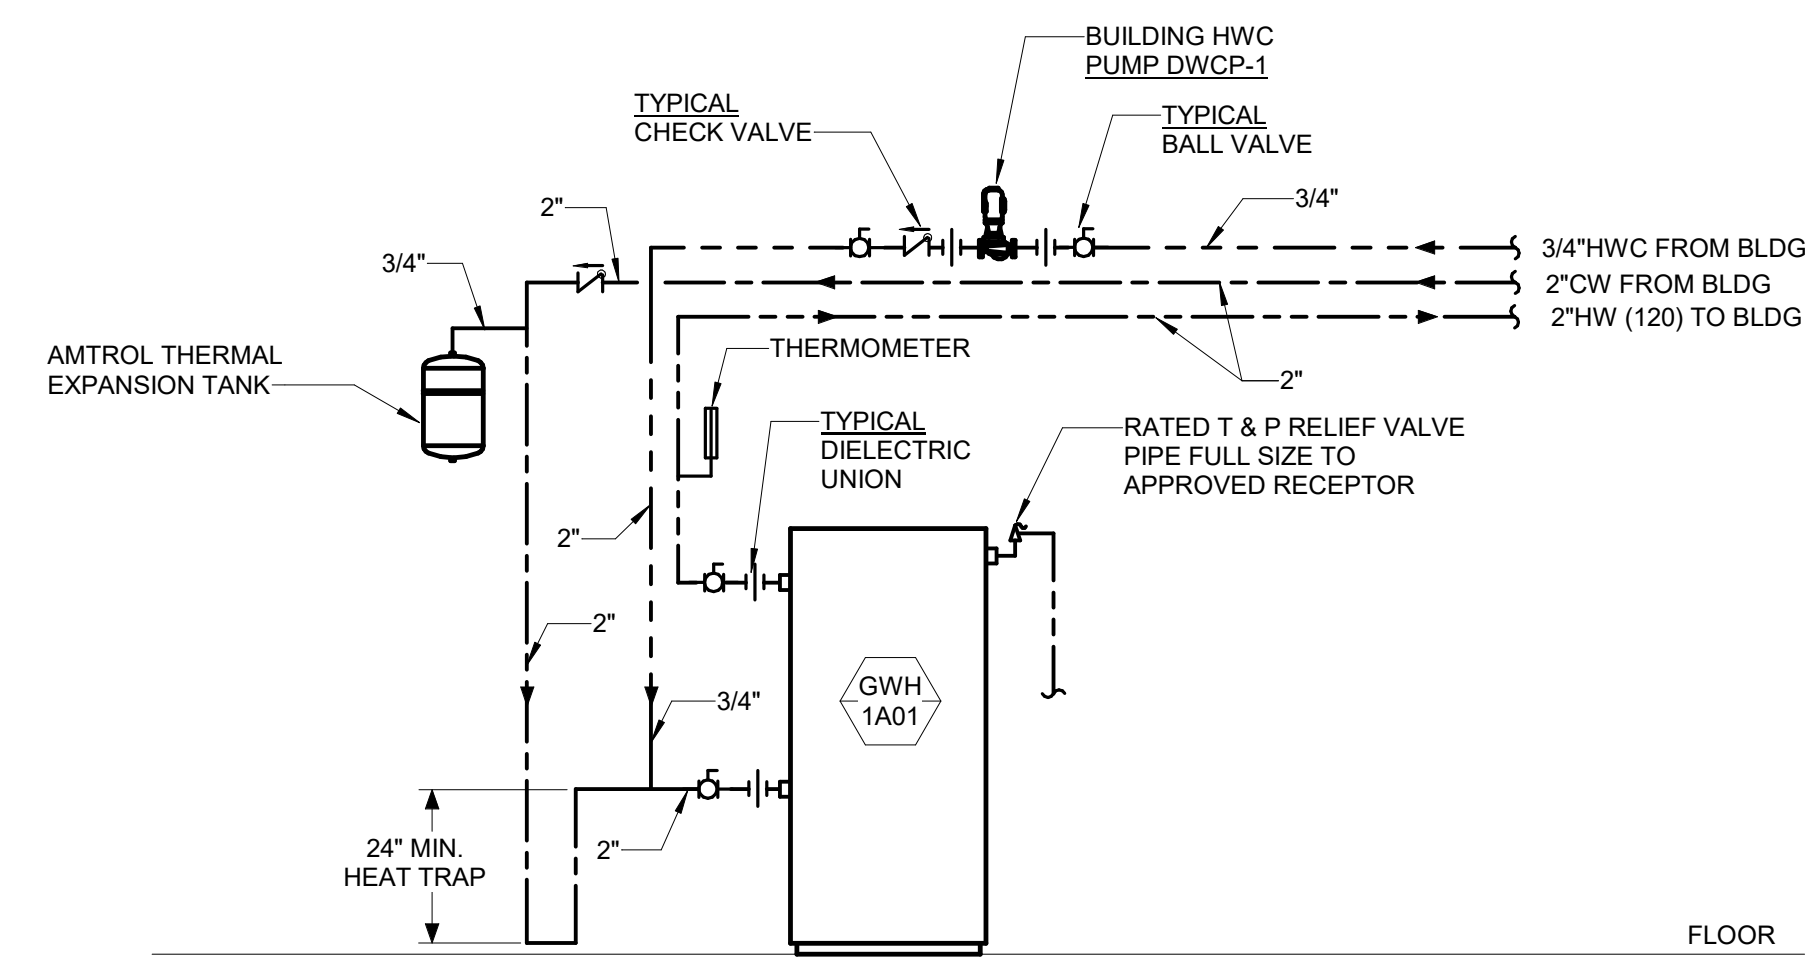 BUILDING HWC
PUMP DWCP-1
TYPICAL
CHECK VALVE
TYPICAL
BALL VALVE
2"
3/4"
3/4"
3/4"HWC FROM BLDG
2"CW FROM BLDG
2"HW (120) TO BLDG
AMTROL THERMAL
EXPANSION TANK
THERMOMETER
2"
TYPICAL
DIELECTRIC
UNION
RATED T & P RELIEF VALVE
PIPE FULL SIZE TO
APPROVED RECEPTOR
2"
2"
3/4"
GWH
1A01
24" MIN.
HEAT TRAP
2"
FLOOR